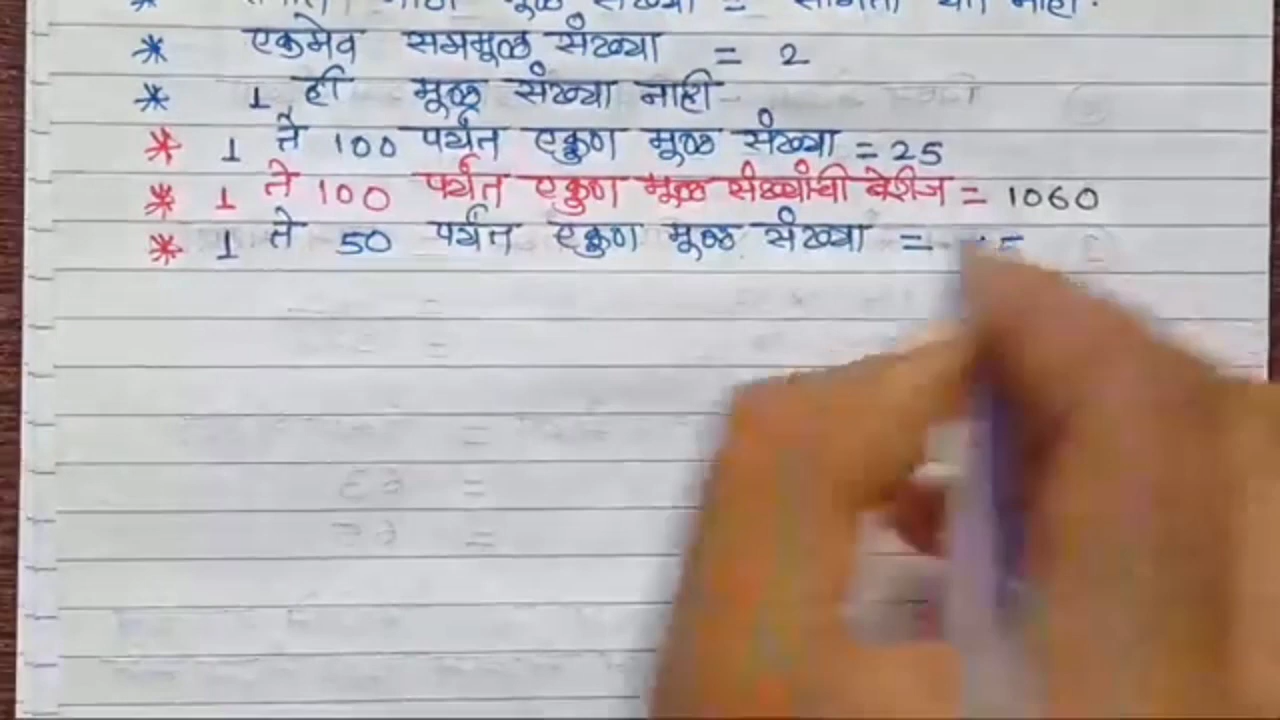 * मूळ संख्या =
* एकमेव सममूळ संख्या = 2
* 1 ही मूळ संख्या नाही
* 1 ते 100 पर्यंत एकुण मूळ संख्या = 25
* 1 ते 100 पर्यंत एकुण मूळ संख्यांची बेरीज = 1060
* 1 ते 50 पर्यंत एकुण मूळ संख्या =